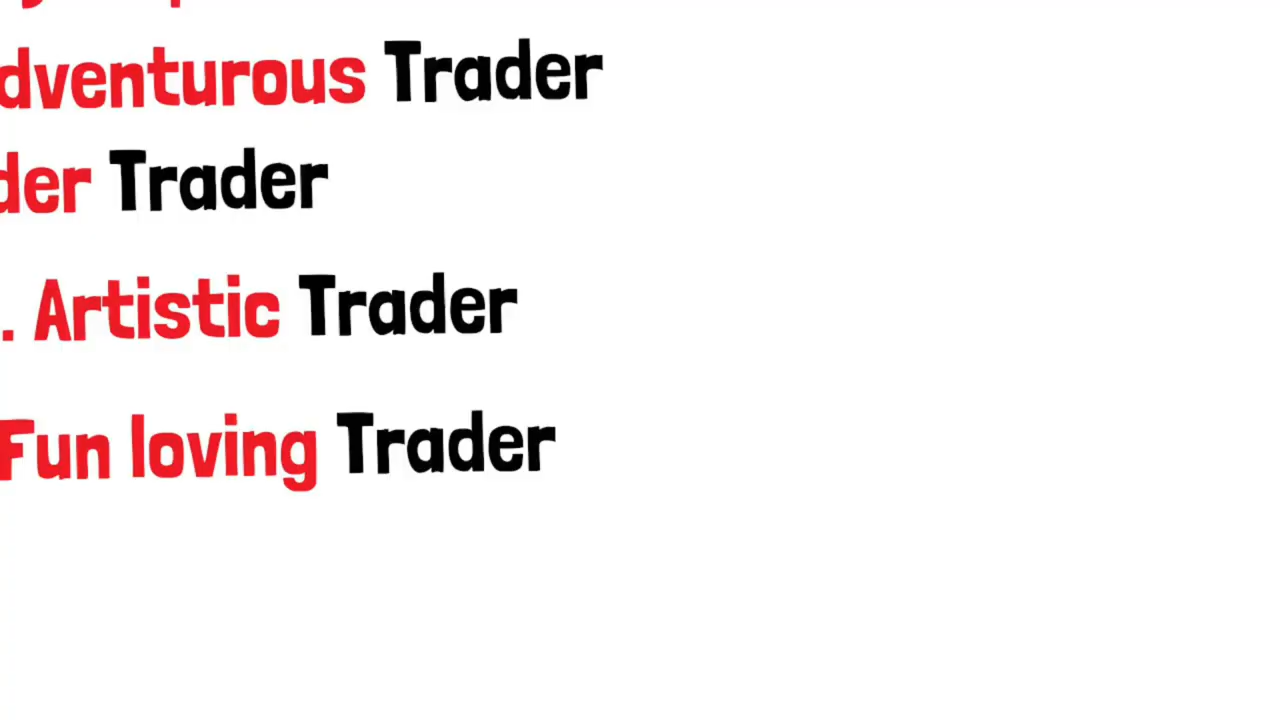 dventurous Trader
der Trader
. Artistic Trader
Fun loving Trader